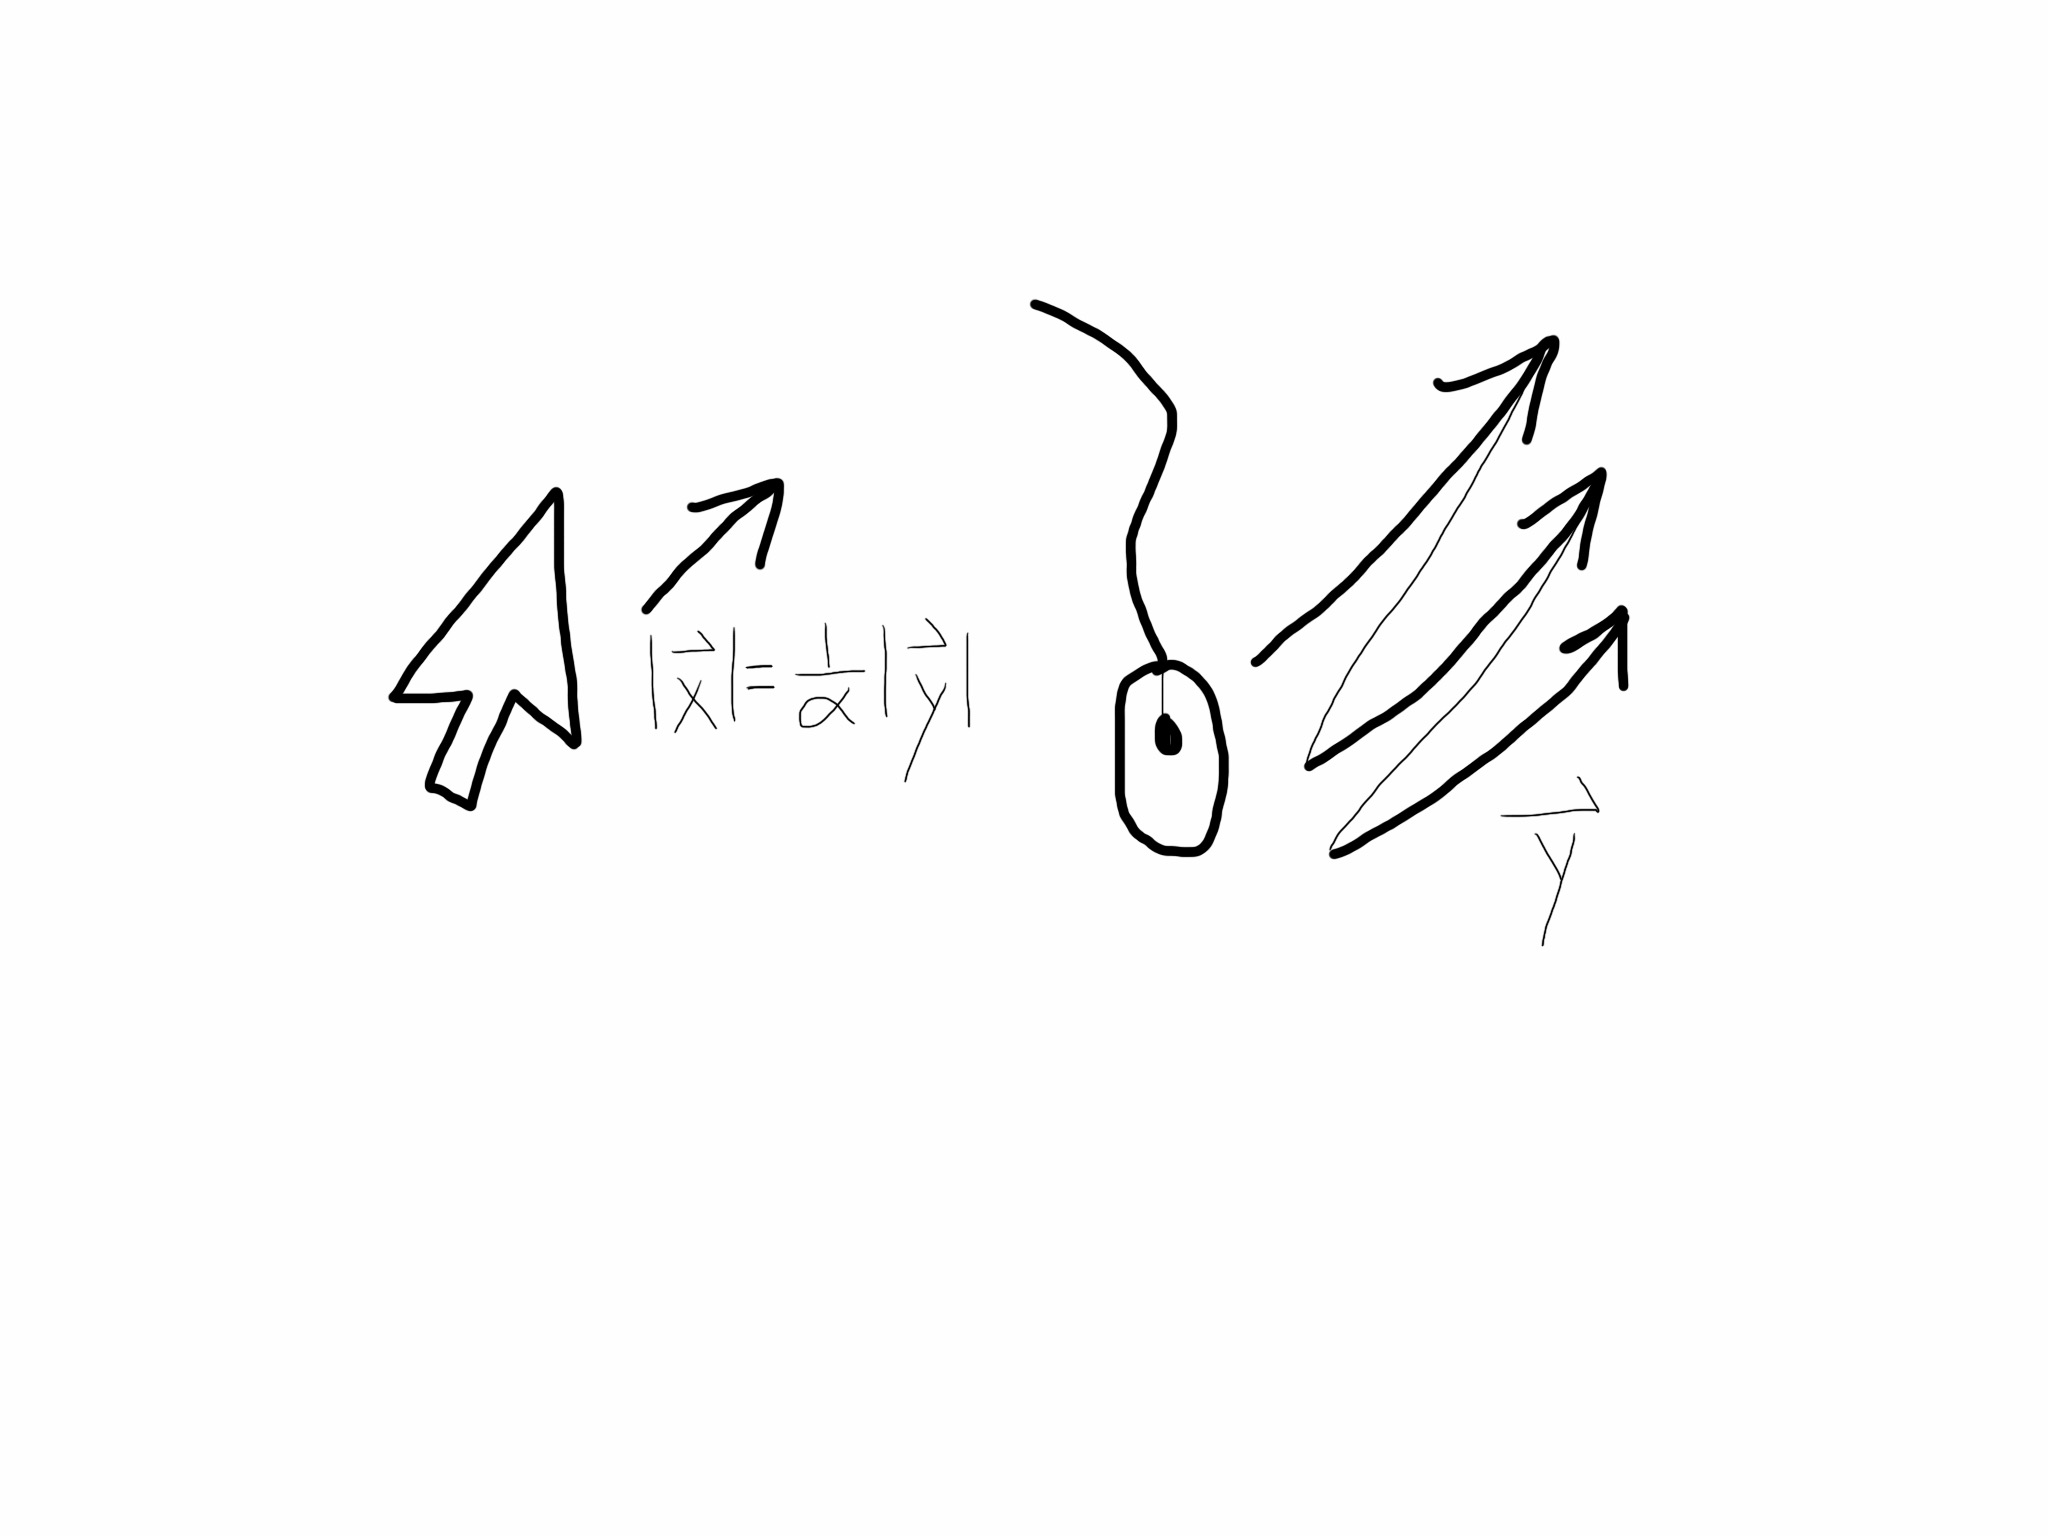 |x⃗| = 1/α |y⃗|
y⃗